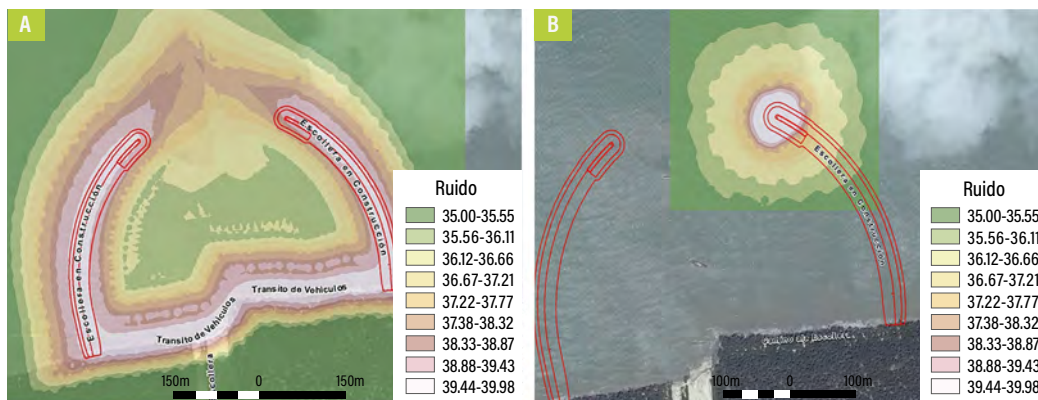 A
Escollera en Construcción
Escollera en Construcción
Transito de Vehiculos
Transito de Vehiculos
150m 0 150m
Ruido
35.00-35.55
35.56-36.11
36.12-36.66
36.67-37.21
37.22-37.77
37.38-38.32
38.33-38.87
38.88-39.43
39.44-39.98
B
Escollera en Construcción
100m 0 100m
Ruido
35.00-35.55
35.56-36.11
36.12-36.66
36.67-37.21
37.22-37.77
37.38-38.32
38.33-38.87
38.88-39.43
39.44-39.98